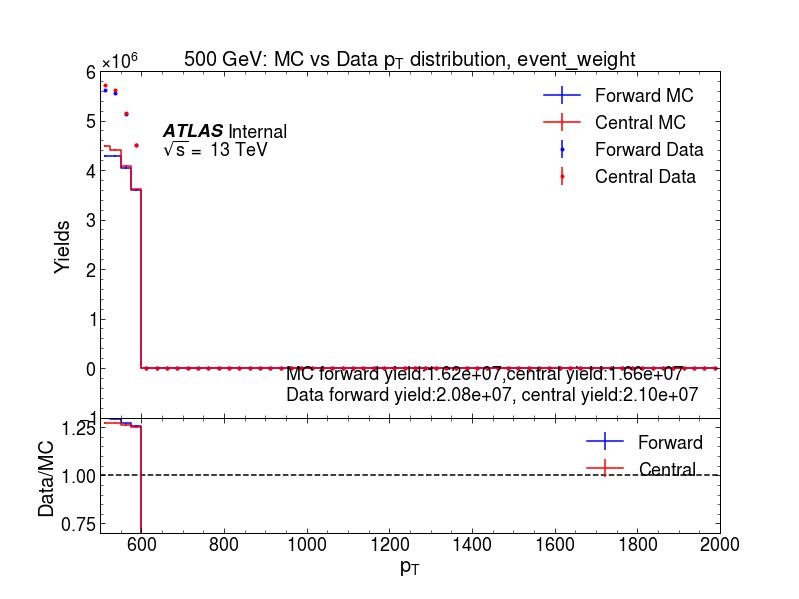 ×10⁶
500 GeV: MC vs Data p_T distribution, event_weight
6
5
4
3
2
1
0
−1
Yields
ATLAS Internal
√s = 13 TeV
Forward MC
Central MC
Forward Data
Central Data
MC forward yield:1.62e+07,central yield:1.66e+07
Data forward yield:2.08e+07, central yield:2.10e+07
1.25
1.00
0.75
Data/MC
Forward
Central
600 800 1000 1200 1400 1600 1800 2000
p_T